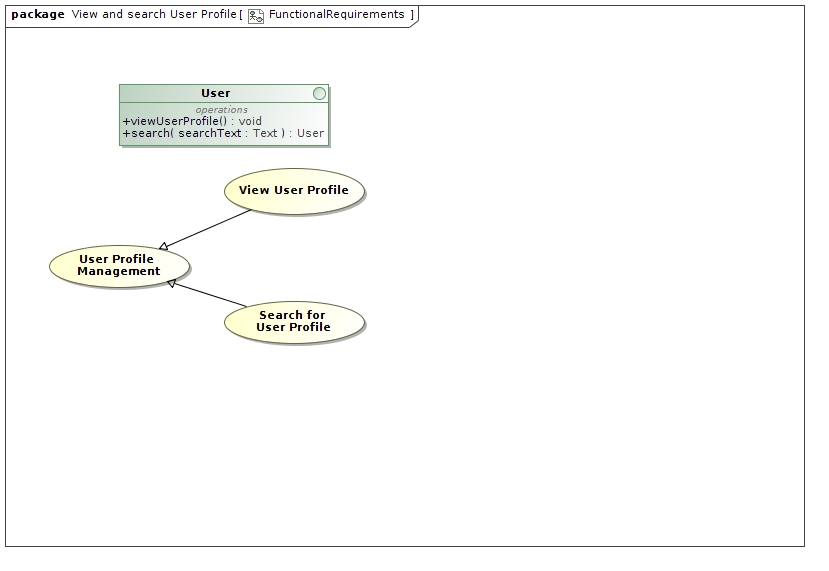 package View and search User Profile[ FunctionalRequirements ]
User
operations
+viewUserProfile() : void
+search( searchText : Text ) : User
View User Profile
User Profile
Management
Search for
User Profile